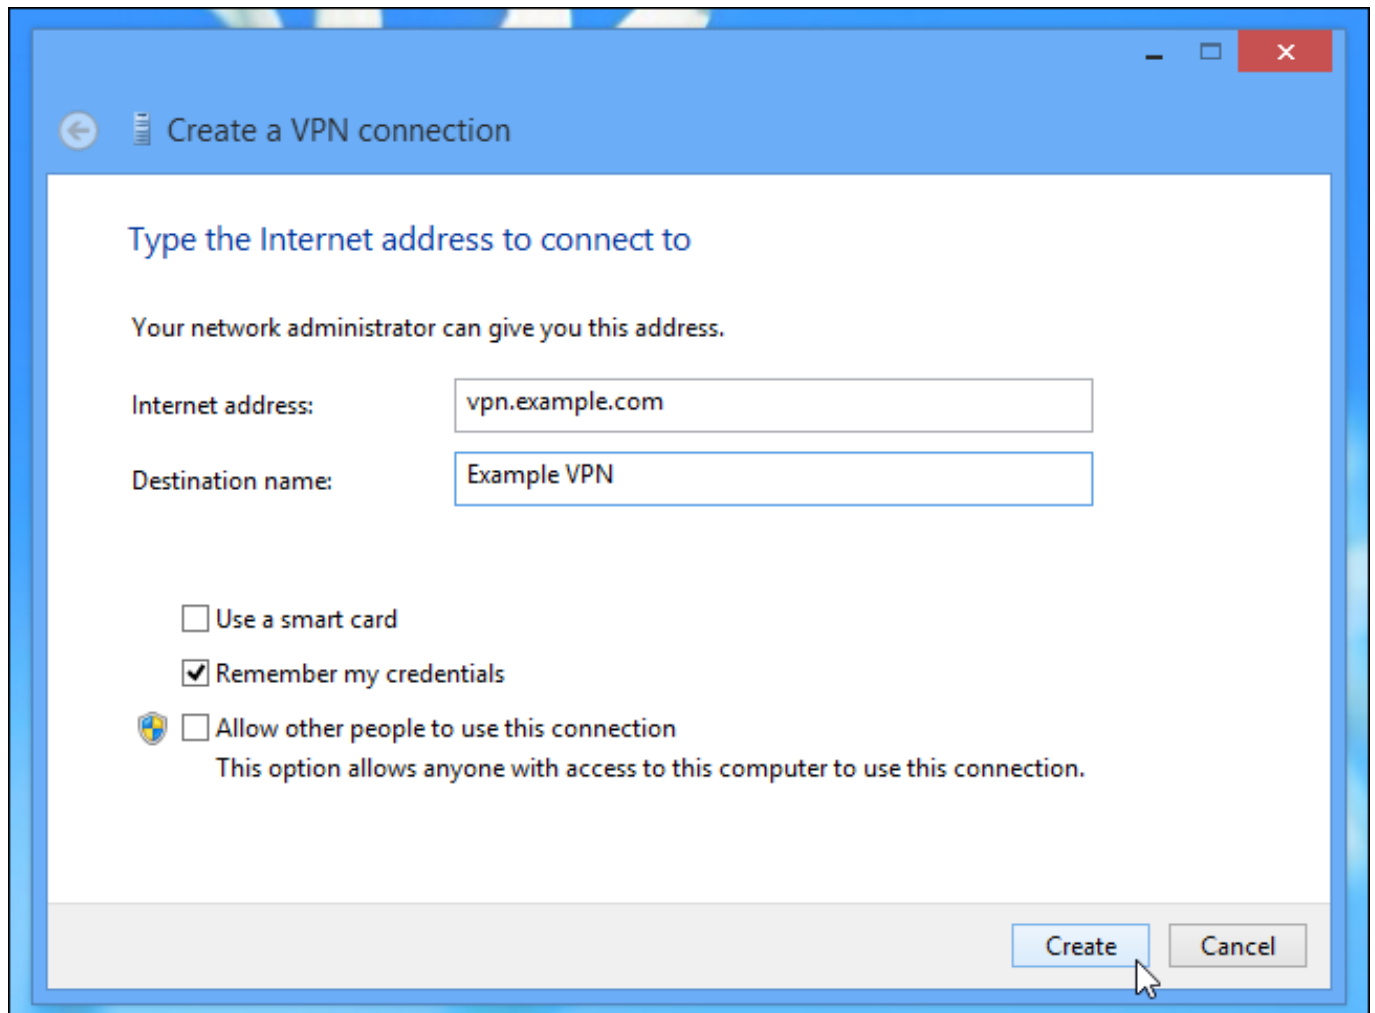 Create a VPN connection
Type the Internet address to connect to
Your network administrator can give you this address.
Internet address: vpn.example.com
Destination name: Example VPN
Use a smart card
Remember my credentials
Allow other people to use this connection
This option allows anyone with access to this computer to use this connection.
Create Cancel